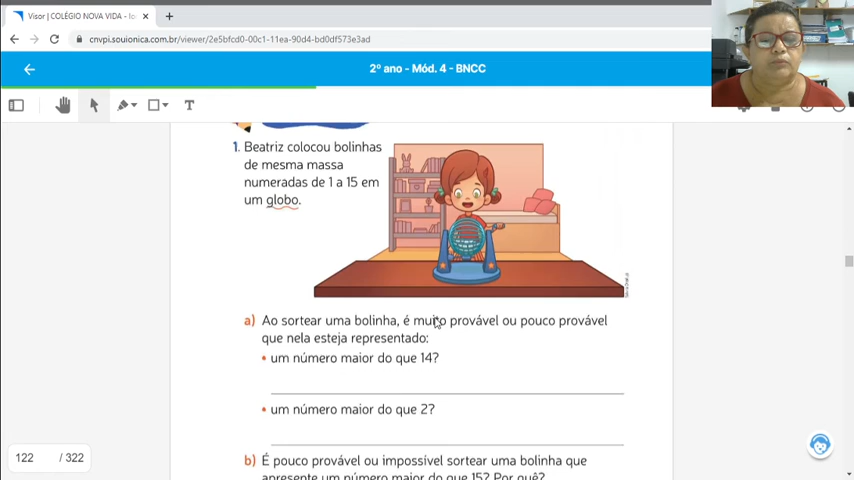 Visor | COLÉGIO NOVA VIDA - Io
cnvpi.souionica.com.br/viewer/2e5bfcd0-00c1-11ea-90d4-bd0df573e3ad
2º ano - Mód. 4 - BNCC
T
1. Beatriz colocou bolinhas
de mesma massa
numeradas de 1 a 15 em
um globo.
a) Ao sortear uma bolinha, é muito provável ou pouco provável
que nela esteja representado:
• um número maior do que 14?
• um número maior do que 2?
b) É pouco provável ou impossível sortear uma bolinha que
apresente um número maior do que 15? Por quê?
122 / 322